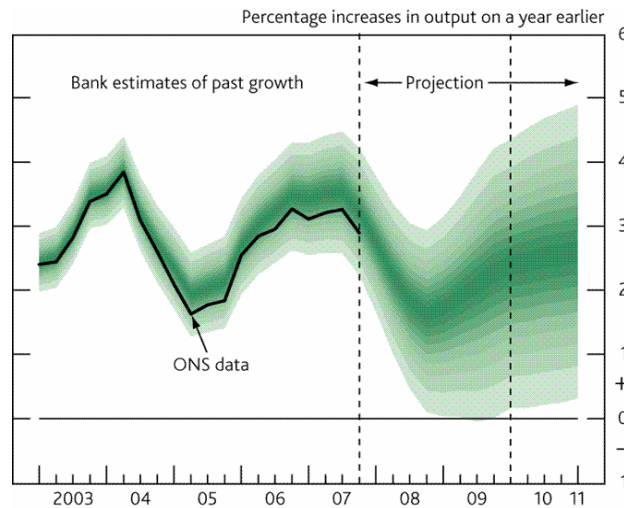 Percentage increases in output on a year earlier
6
Bank estimates of past growth
Projection
5
4
3
2
ONS data
1
+
0
–
1
2003 04 05 06 07 08 09 10 11